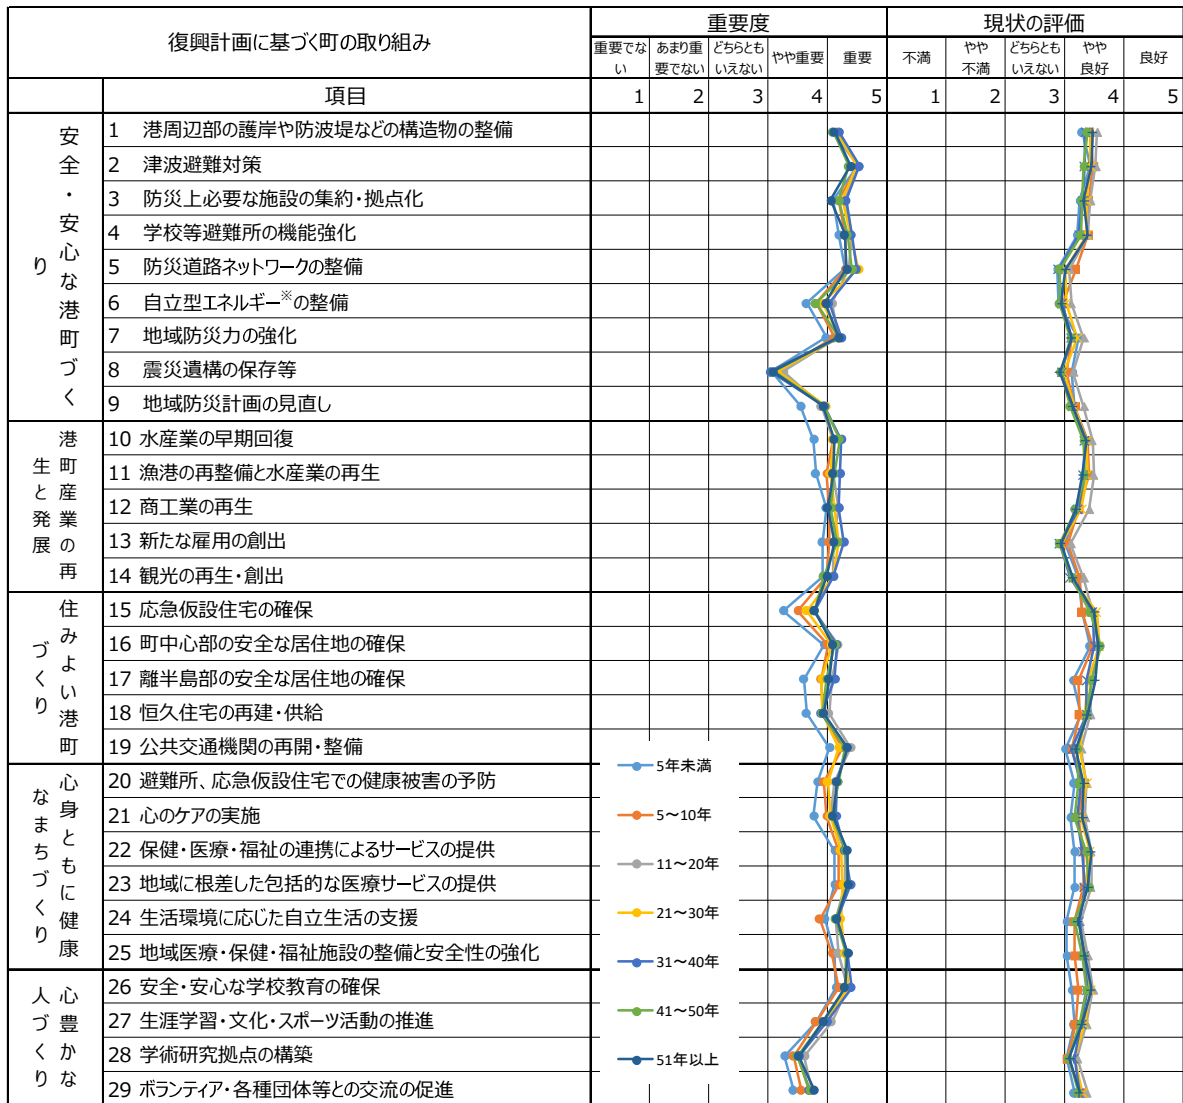 復興計画に基づく町の取り組み
重要度
現状の評価
重要でない
あまり重要でない
どちらともいえない
やや重要
重要
不満
やや不満
どちらともいえない
やや良好
良好
項目
1 2 3 4 5 1 2 3 4 5
安全・安心な港町づくり
1 港周辺部の護岸や防波堤などの構造物の整備
2 津波避難対策
3 防災上必要な施設の集約・拠点化
4 学校等避難所の機能強化
5 防災道路ネットワークの整備
6 自立型エネルギー※の整備
7 地域防災力の強化
8 震災遺構の保存等
9 地域防災計画の見直し
港町産業の再生と発展
10 水産業の早期回復
11 漁港の再整備と水産業の再生
12 商工業の再生
13 新たな雇用の創出
14 観光の再生・創出
住みよい港町づくり
15 応急仮設住宅の確保
16 町中心部の安全な居住地の確保
17 離半島部の安全な居住地の確保
18 恒久住宅の再建・供給
19 公共交通機関の再開・整備
心身ともに健康なまちづくり
20 避難所、応急仮設住宅での健康被害の予防
21 心のケアの実施
22 保健・医療・福祉の連携によるサービスの提供
23 地域に根差した包括的な医療サービスの提供
24 生活環境に応じた自立生活の支援
25 地域医療・保健・福祉施設の整備と安全性の強化
心豊かな人づくり
26 安全・安心な学校教育の確保
27 生涯学習・文化・スポーツ活動の推進
28 学術研究拠点の構築
29 ボランティア・各種団体等との交流の促進
5年未満
5～10年
11～20年
21～30年
31～40年
41～50年
51年以上